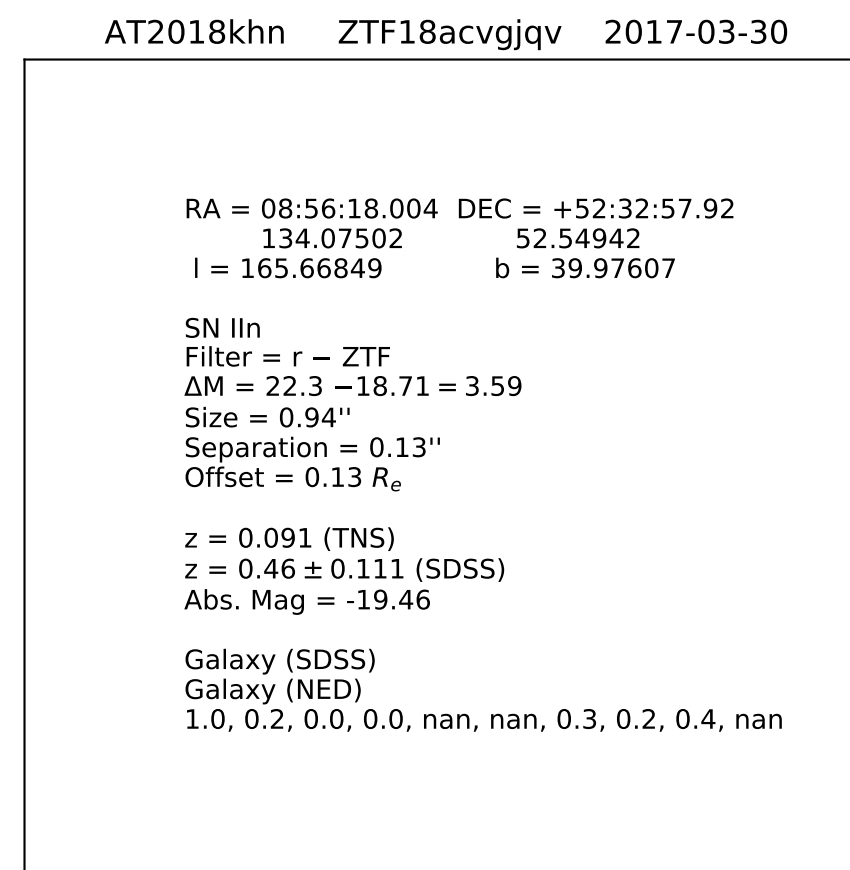 AT2018khn ZTF18acvgjqv 2017-03-30
RA = 08:56:18.004 DEC = +52:32:57.92
134.07502 52.54942
l = 165.66849 b = 39.97607
SN IIn
Filter = r − ZTF
ΔM = 22.3 −18.71 = 3.59
Size = 0.94''
Separation = 0.13''
Offset = 0.13 Rₑ
z = 0.091 (TNS)
z = 0.46 ± 0.111 (SDSS)
Abs. Mag = -19.46
Galaxy (SDSS)
Galaxy (NED)
1.0, 0.2, 0.0, 0.0, nan, nan, 0.3, 0.2, 0.4, nan